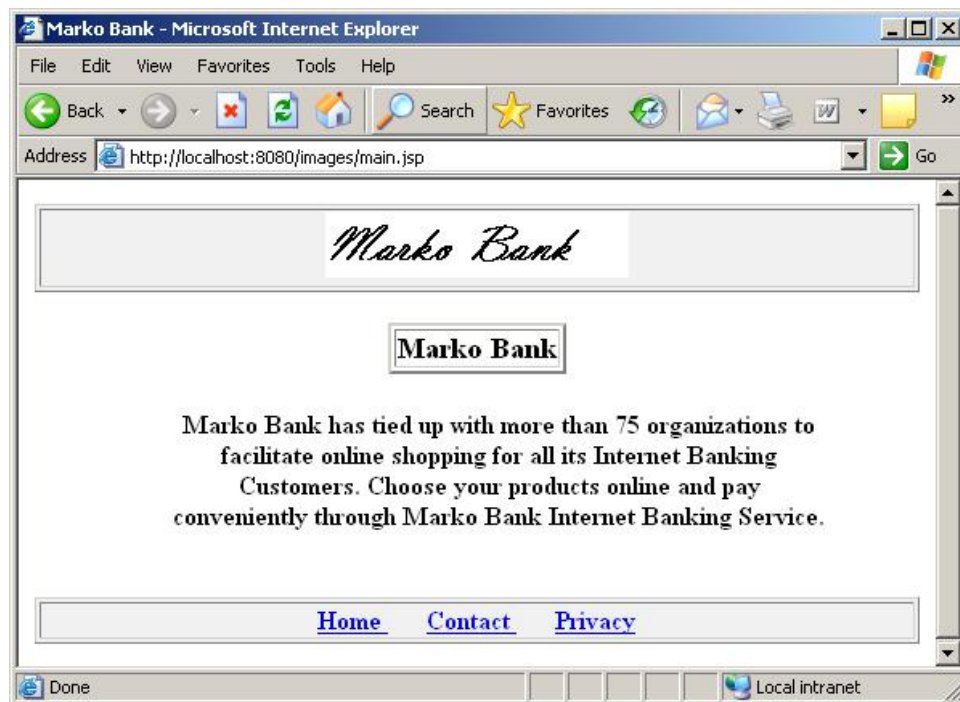 Marko Bank - Microsoft Internet Explorer
File Edit View Favorites Tools Help
Back Search Favorites W »
Address http://localhost:8080/images/main.jsp Go
Marko Bank
Marko Bank
Marko Bank has tied up with more than 75 organizations to
facilitate online shopping for all its Internet Banking
Customers. Choose your products online and pay
conveniently through Marko Bank Internet Banking Service.
Home Contact Privacy
Done Local intranet